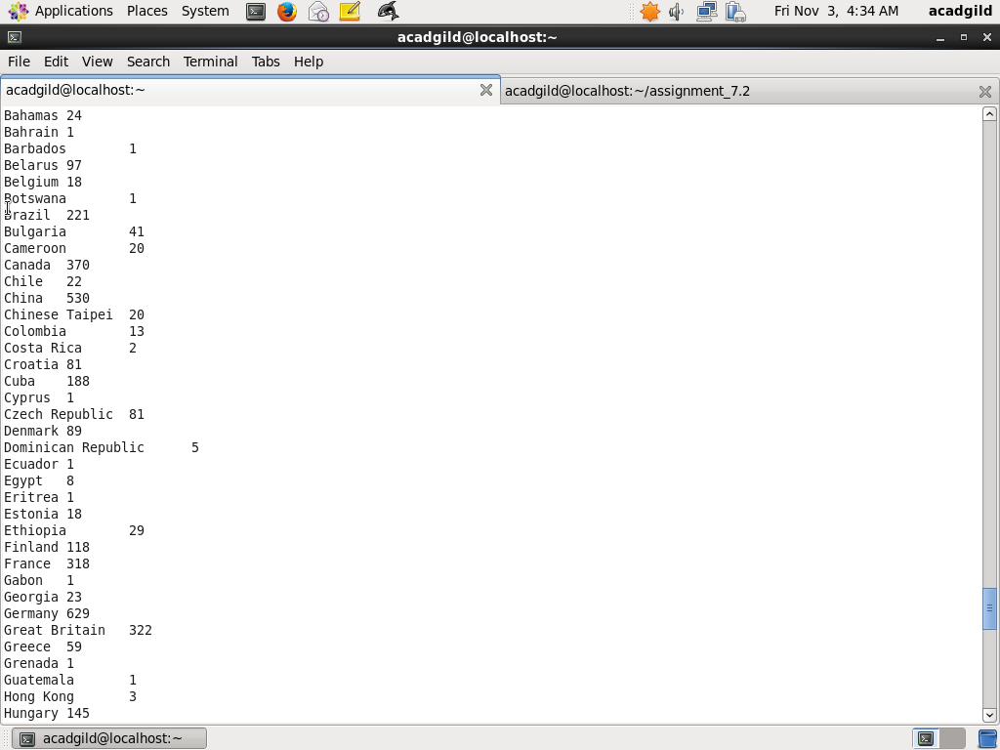 Applications Places System Fri Nov 3, 4:34 AM acadgild
acadgild@localhost:~
File Edit View Search Terminal Tabs Help
acadgild@localhost:~ acadgild@localhost:~/assignment_7.2
Bahamas 24
Bahrain 1
Barbados 1
Belarus 97
Belgium 18
Botswana 1
Brazil 221
Bulgaria 41
Cameroon 20
Canada 370
Chile 22
China 530
Chinese Taipei 20
Colombia 13
Costa Rica 2
Croatia 81
Cuba 188
Cyprus 1
Czech Republic 81
Denmark 89
Dominican Republic 5
Ecuador 1
Egypt 8
Eritrea 1
Estonia 18
Ethiopia 29
Finland 118
France 318
Gabon 1
Georgia 23
Germany 629
Great Britain 322
Greece 59
Grenada 1
Guatemala 1
Hong Kong 3
Hungary 145
acadgild@localhost:~